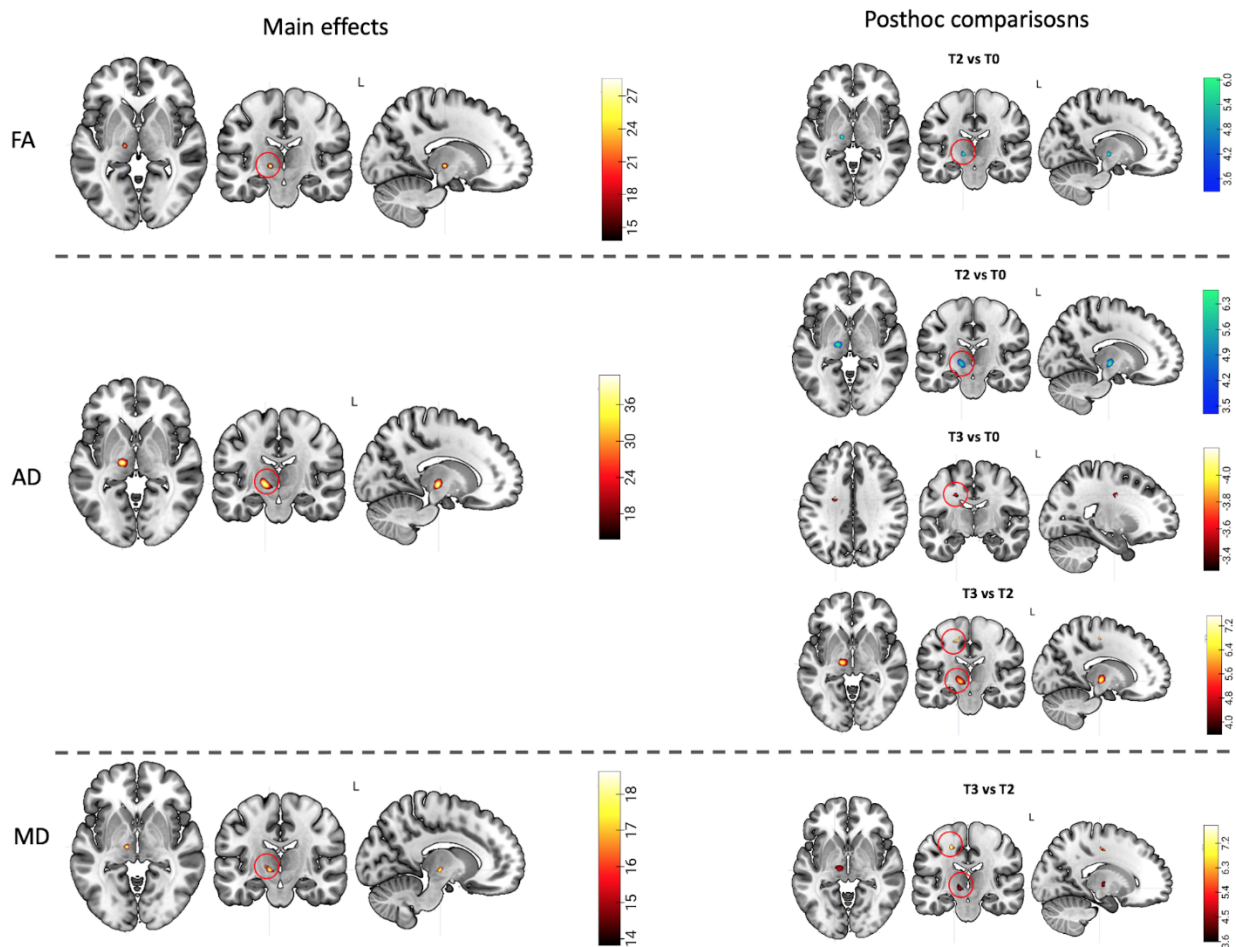 Main effects
Posthoc comparisosns
FA
L
27
24
21
18
15
T2 vs T0
6.0
5.4
4.8
4.2
3.6
AD
L
36
30
24
18
T2 vs T0
L
6.3
5.6
4.9
4.2
3.5
T3 vs T0
L
-4.0
-3.8
-3.6
-3.4
T3 vs T2
L
7.2
6.4
5.6
4.8
4.0
MD
L
18
17
16
15
14
T3 vs T2
L
7.2
6.3
5.4
4.5
3.6